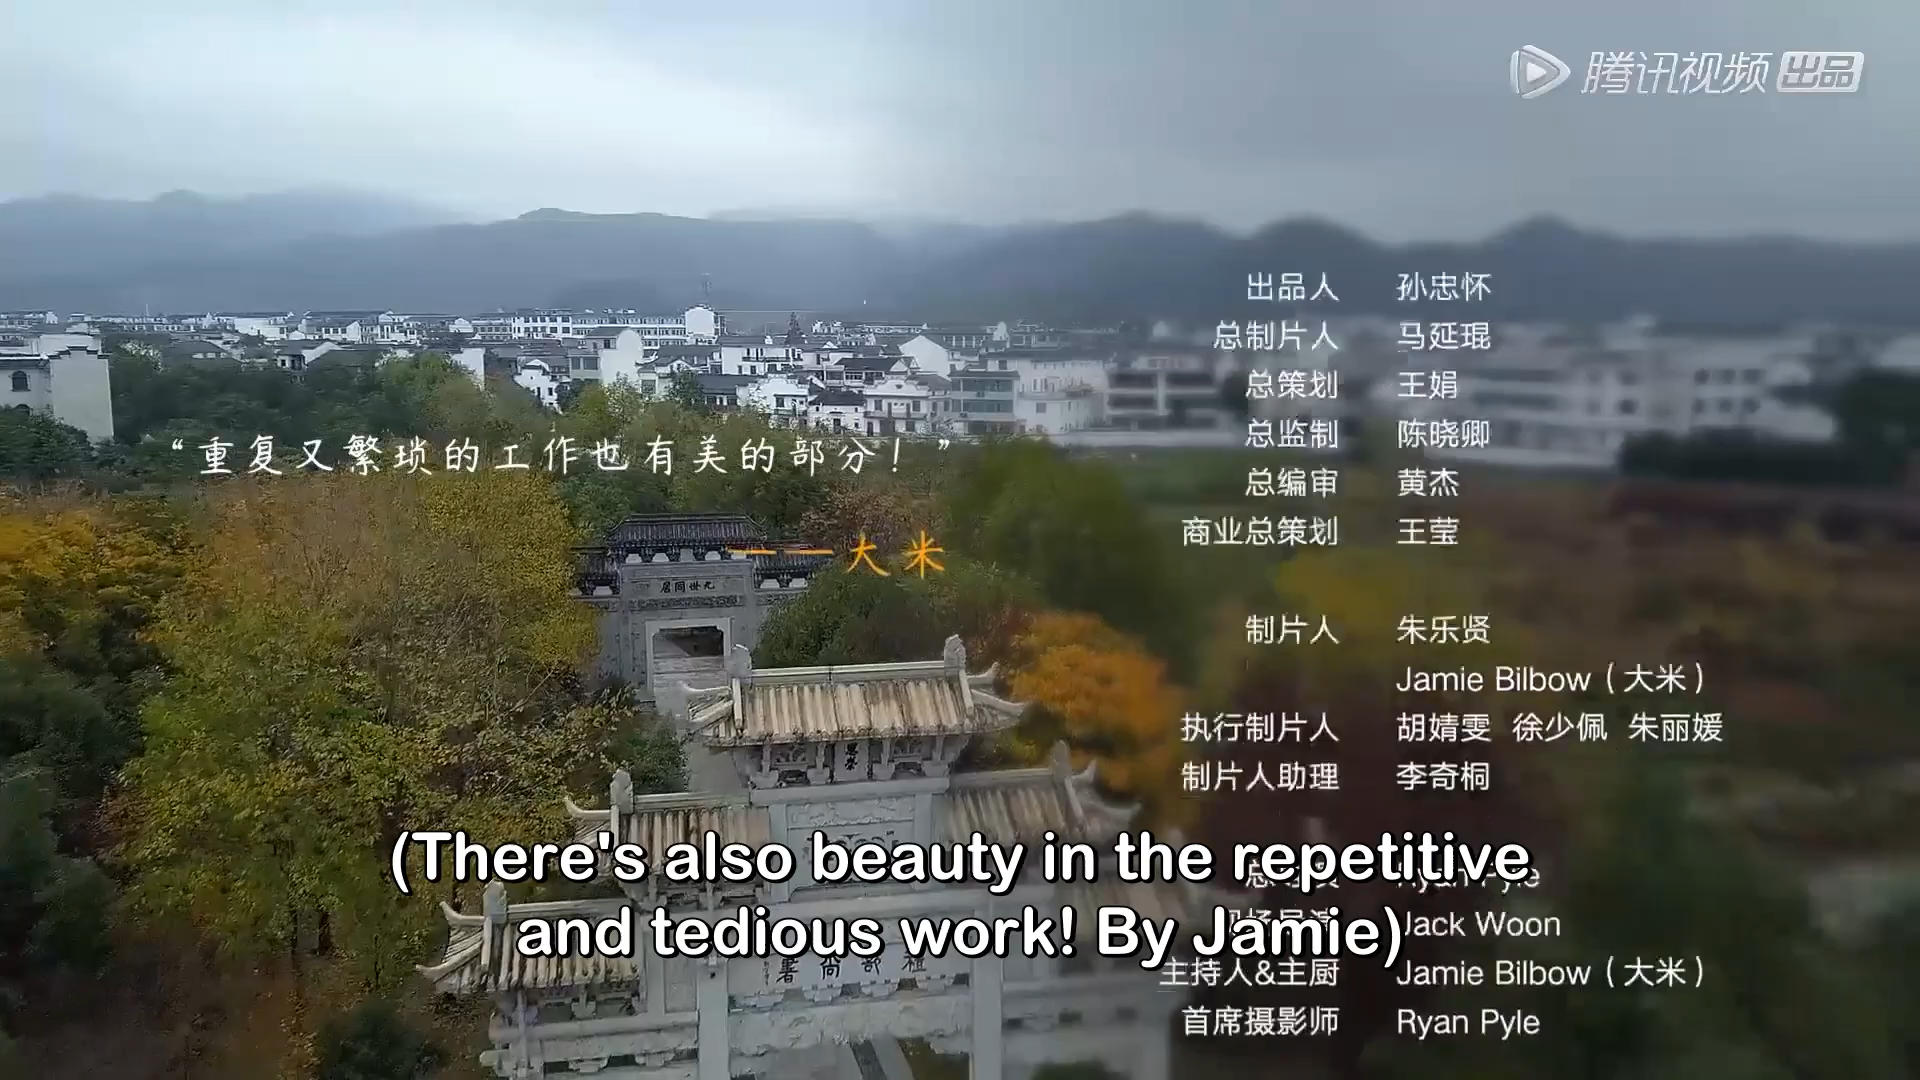 腾讯视频 出品
出品人 孙忠怀
总制片人 马延琨
总策划 王娟
总监制 陈晓卿
“重复又繁琐的工作也有美的部分！”
总编审 黄杰
商业总策划 王莹
——大米
居同世九
制片人 朱乐贤
Jamie Bilbow（大米）
执行制片人 胡婧雯 徐少佩 朱丽媛
制片人助理 李奇桐
(There's also beauty in the repetitive
and tedious work! By Jamie)
Ryan Pyle
Jack Woon
主持人&主厨 Jamie Bilbow（大米）
首席摄影师 Ryan Pyle